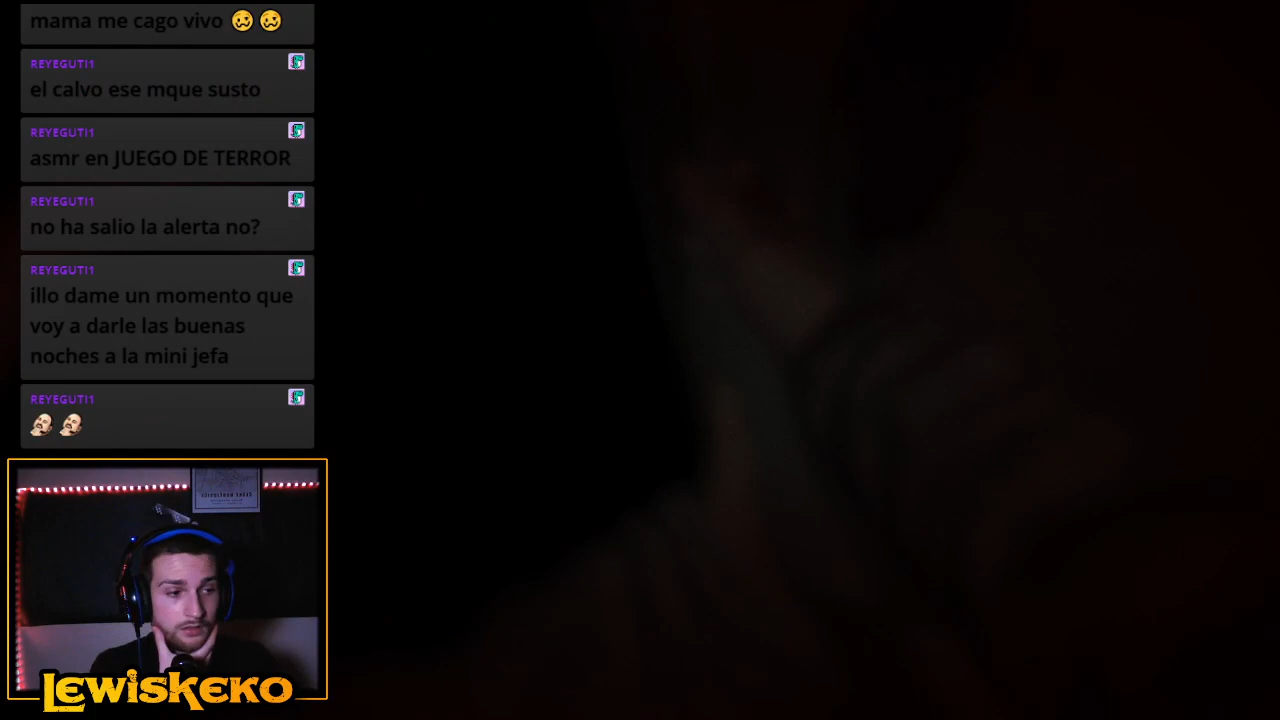 mama me cago vivo
REYEGUTI1
el calvo ese mque susto
REYEGUTI1
asmr en JUEGO DE TERROR
REYEGUTI1
no ha salio la alerta no?
REYEGUTI1
illo dame un momento que
voy a darle las buenas
noches a la mini jefa
REYEGUTI1
LEWISKEKO